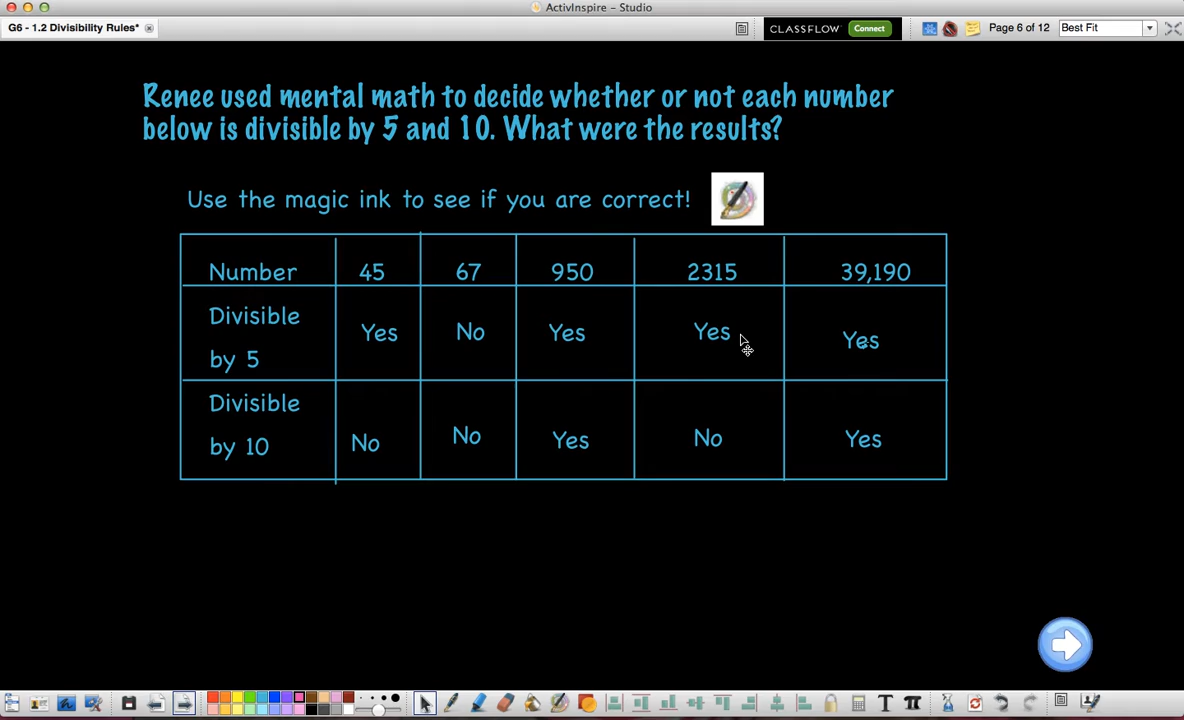 ActivInspire - Studio
G6 - 1.2 Divisibility Rules*
CLASSFLOW Connect
Page 6 of 12
Best Fit
Renee used mental math to decide whether or not each number
below is divisible by 5 and 10. What were the results?
Use the magic ink to see if you are correct!
Number 45 67 950 2315 39,190
Divisible by 5 Yes No Yes Yes Yes
Divisible by 10 No No Yes No Yes